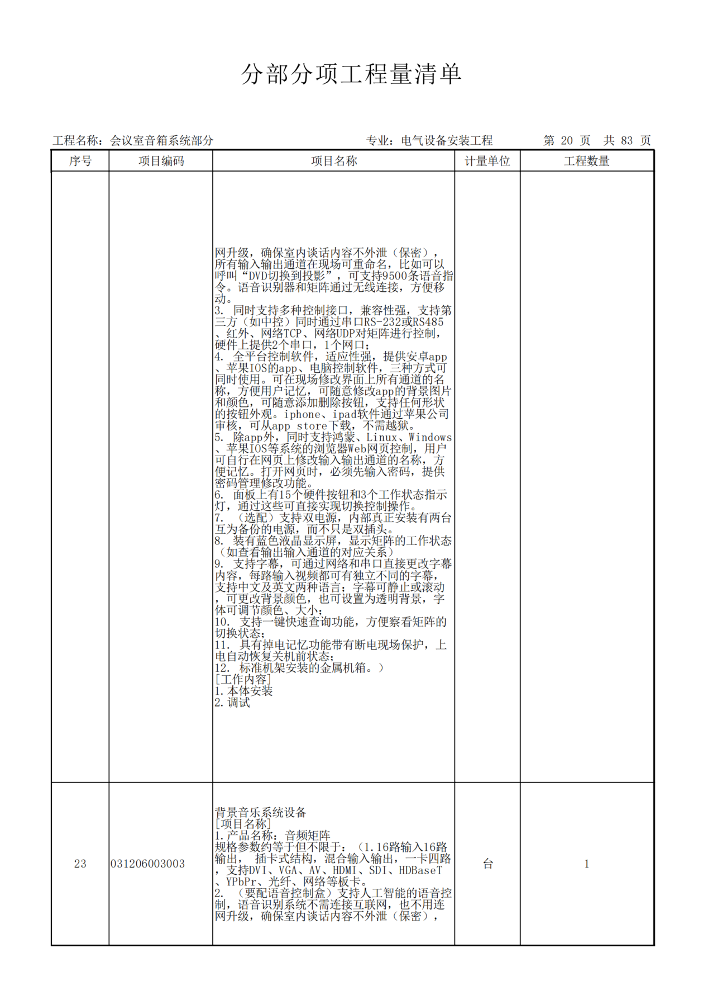 分部分项工程量清单
工程名称：会议室音箱系统部分 专业：电气设备安装工程 第 20 页 共 83 页
序号 项目编码 项目名称 计量单位 工程数量
网升级，确保室内谈话内容不外泄（保密），
所有输入输出通道在现场可重命名，比如可以
呼叫“DVD切换到投影”，可支持9500条语音指
令。语音识别器和矩阵通过无线连接，方便移
动。
3. 同时支持多种控制接口，兼容性强，支持第
三方（如中控）同时通过串口RS-232或RS485
、红外、网络TCP、网络UDP对矩阵进行控制，
硬件上提供2个串口，1个网口；
4. 全平台控制软件，适应性强，提供安卓app
、苹果IOS的app、电脑控制软件，三种方式可
同时使用。可在现场修改界面上所有通道的名
称，方便用户记忆，可随意修改app的背景图片
和颜色，可随意添加删除按钮，支持任何形状
的按钮外观。iphone、ipad软件通过苹果公司
审核，可从app store下载，不需越狱。
5. 除app外，同时支持鸿蒙、Linux、Windows
、苹果IOS等系统的浏览器Web网页控制，用户
可自行在网页上修改输入输出通道的名称，方
便记忆。打开网页时，必须先输入密码，提供
密码管理修改功能。
6. 面板上有15个硬件按钮和3个工作状态指示
灯，通过这些可直接实现切换控制操作。
7. （选配）支持双电源，内部真正安装有两台
互为备份的电源，而不只是双插头。
8. 装有蓝色液晶显示屏，显示矩阵的工作状态
（如查看输出输入通道的对应关系）
9. 支持字幕，可通过网络和串口直接更改字幕
内容，每路输入视频都可有独立不同的字幕，
支持中文及英文两种语言；字幕可静止或滚动
，可更改背景颜色，也可设置为透明背景，字
体可调节颜色、大小；
10. 支持一键快速查询功能，方便察看矩阵的
切换状态；
11. 具有掉电记忆功能带有断电现场保护，上
电自动恢复关机前状态；
12. 标准机架安装的金属机箱。）
[工作内容]
1.本体安装
2.调试
背景音乐系统设备
[项目名称]
1.产品名称：音频矩阵
规格参数约等于但不限于：（1.16路输入16路
输出， 插卡式结构，混合输入输出，一卡四路
，支持DVI、VGA、AV、HDMI、SDI、HDBaseT
、YPbPr、光纤、网络等板卡。
2. （要配语音控制盒）支持人工智能的语音控
制，语音识别系统不需连接互联网，也不用连
网升级，确保室内谈话内容不外泄（保密），
23 031206003003 台 1